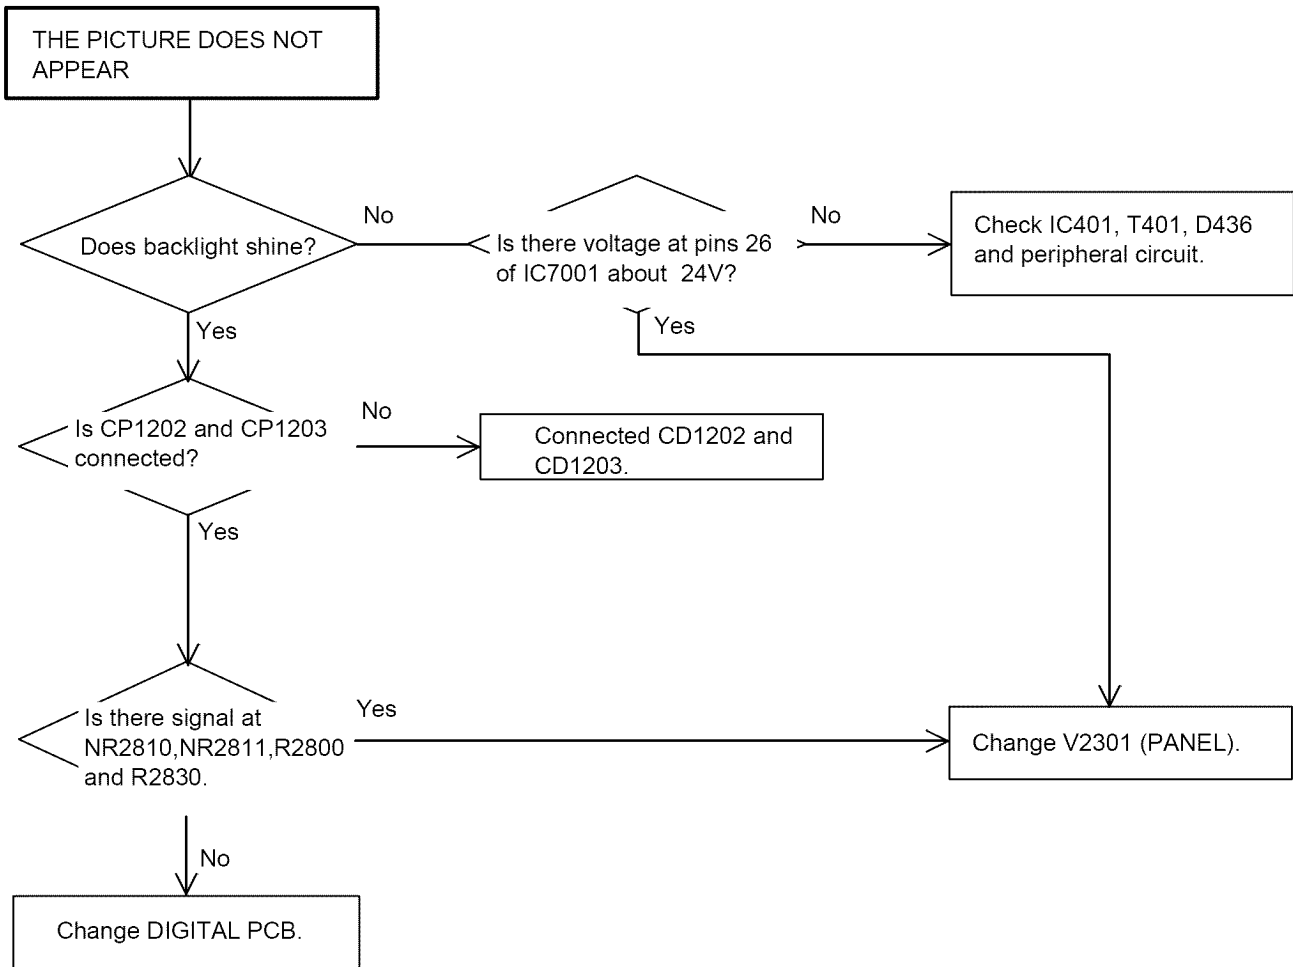 THE PICTURE DOES NOT
APPEAR
Does backlight shine?
No
Is there voltage at pins 26
of IC7001 about 24V?
No
Check IC401, T401, D436
and peripheral circuit.
Yes
Yes
Is CP1202 and CP1203
connected?
No
Connected CD1202 and
CD1203.
Yes
Is there signal at
NR2810,NR2811,R2800
and R2830.
Yes
Change V2301 (PANEL).
No
Change DIGITAL PCB.